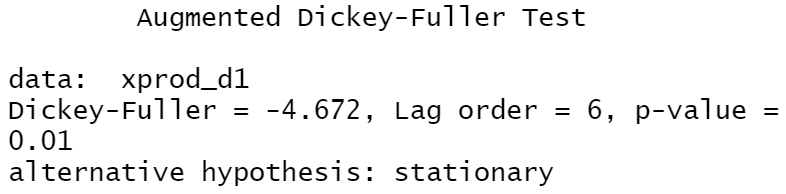 Augmented Dickey-Fuller Test
data:  xprod_d1
Dickey-Fuller = -4.672, Lag order = 6, p-value =
0.01
alternative hypothesis: stationary